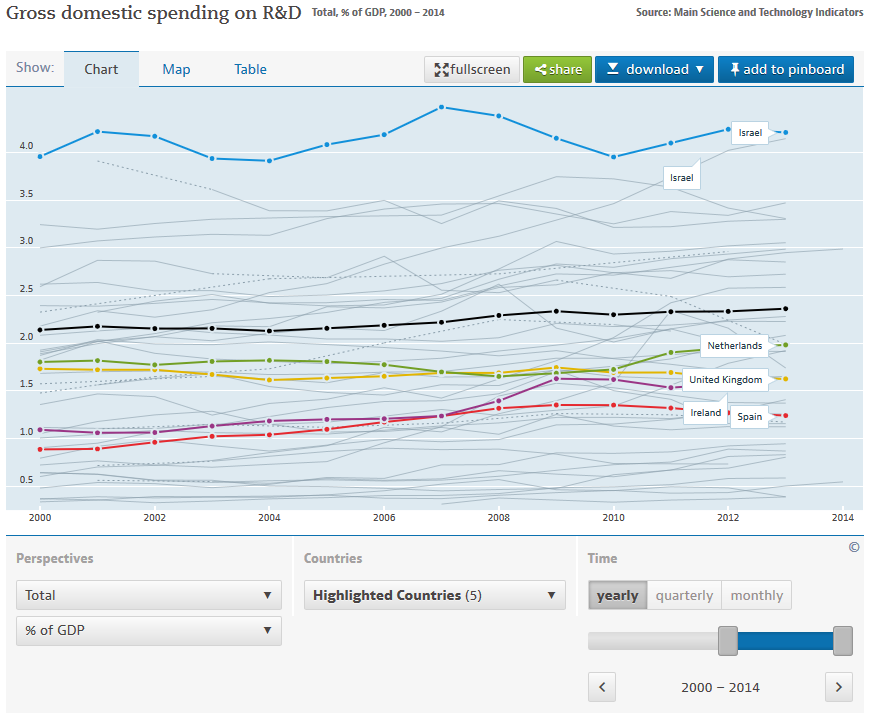 Gross domestic spending on R&D Total, % of GDP, 2000 – 2014 Source: Main Science and Technology Indicators
Show: Chart Map Table fullscreen share download ▼ add to pinboard
4.0
Israel
Israel
3.5
3.0
2.5
2.0
Netherlands
United Kingdom
1.5
Ireland Spain
1.0
0.5
2000 2002 2004 2006 2008 2010 2012 2014
©
Perspectives Countries Time
Total ▼ Highlighted Countries (5) ▼ yearly quarterly monthly
% of GDP ▼
< 2000 – 2014 >